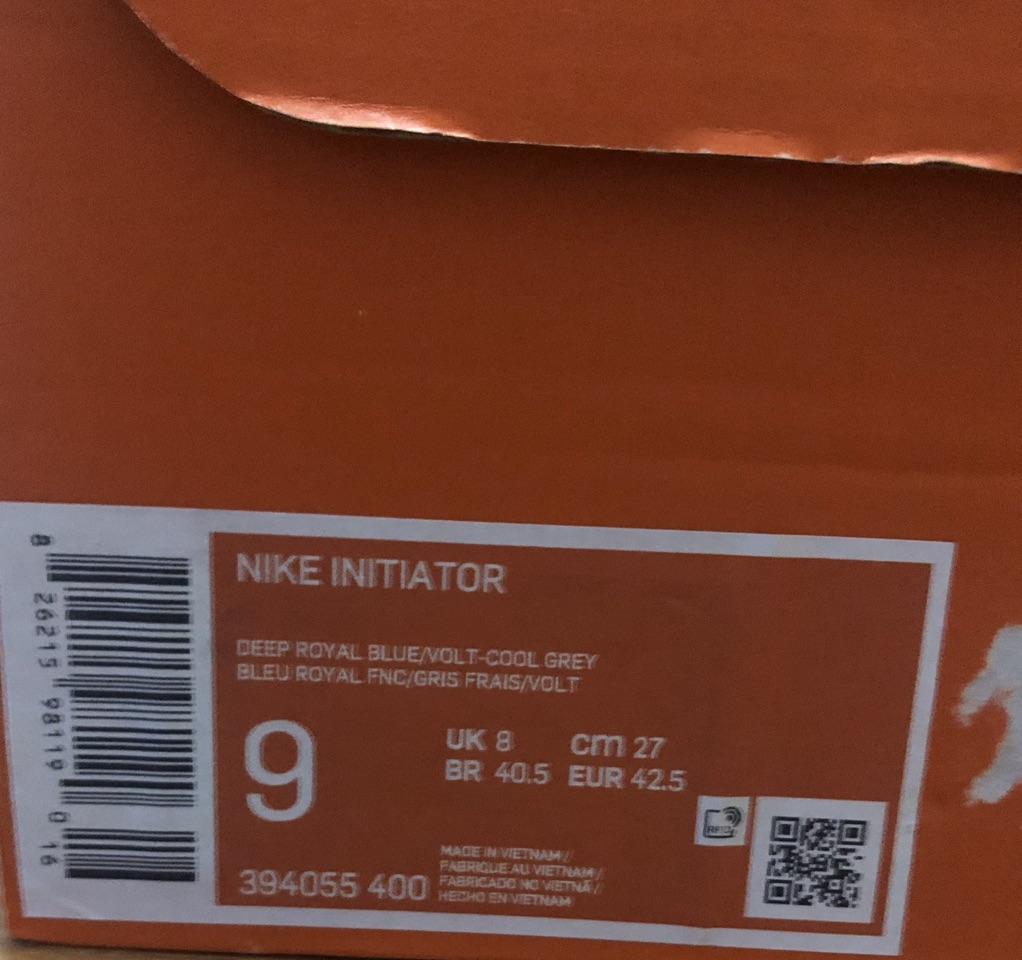 NIKE INITIATOR
DEEP ROYAL BLUE/VOLT-COOL GREY
BLEU ROYAL FNC/GRIS FRAIS/VOLT
9
UK 8 cm 27
BR 40.5 EUR 42.5
RFID
394055 400
MADE IN VIETNAM//
FABRIQUE AU VIETNAM//
FABRICADO NO VIETNÃ //
HECHO EN VIETNAM
8 26215 98119 0 16